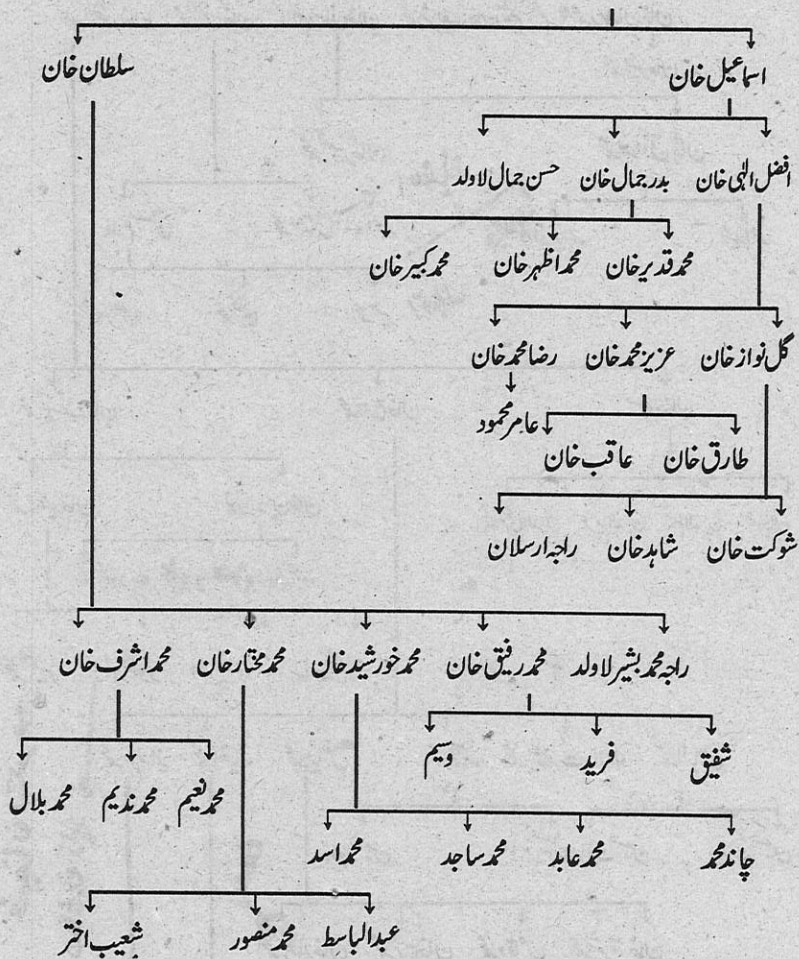 اسماعیل خان سلطان خان
افضل الٰہی خان بدر جمال خان حسن جمال لاولد
محمد قدیر خان محمد اظہر خان محمد کبیر خان
گل نواز خان عزیز محمد خان رضا محمد خان
عامر محمود
طارق خان عاقب خان
شوکت خان شاہد خان راجہ ارسلان
راجہ محمد بشیر لاولد محمد رفیق خان محمد خورشید خان محمد مختار خان محمد اشرف خان
شفیق فرید وسیم
محمد نعیم محمد ندیم محمد بلال
چاند محمد محمد عابد محمد ساجد محمد اسد
عبدالباسط محمد منصور شعیب اختر